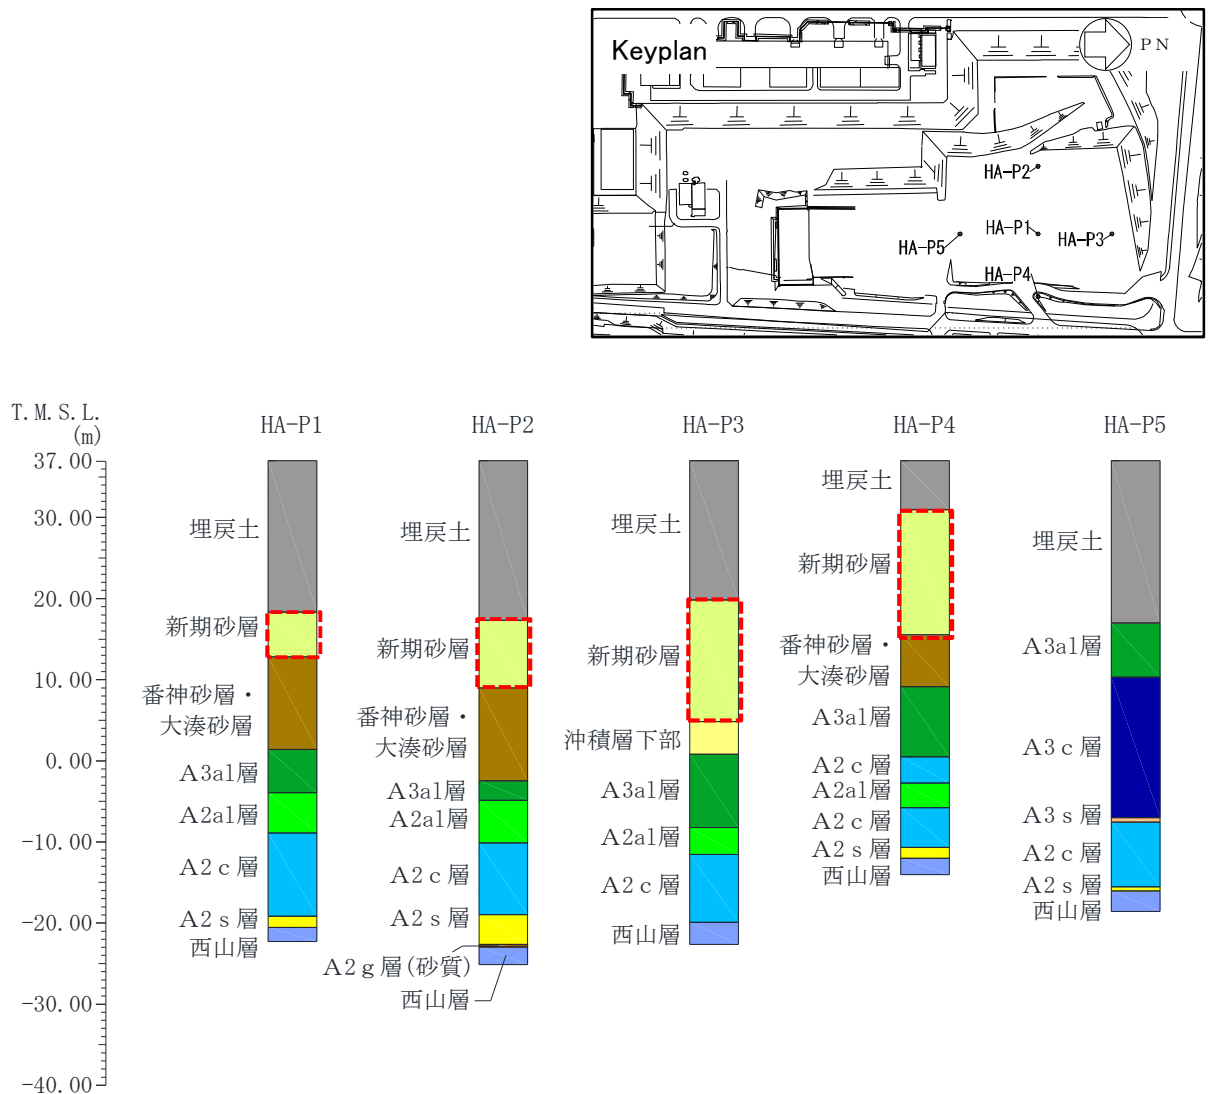 Keyplan
PN
HA-P2
HA-P1
HA-P3
HA-P5
HA-P4
T.M.S.L.
(m)
37.00
30.00
20.00
10.00
0.00
-10.00
-20.00
-30.00
-40.00
HA-P1
埋戻土
新期砂層
番神砂層・
大湊砂層
A3al層
A2al層
A2c層
A2s層
西山層
HA-P2
埋戻土
新期砂層
番神砂層・
大湊砂層
A3al層
A2al層
A2c層
A2s層
A2g層(砂質)
西山層
HA-P3
埋戻土
新期砂層
沖積層下部
A3al層
A2al層
A2c層
西山層
HA-P4
埋戻土
新期砂層
番神砂層・
大湊砂層
A3al層
A2c層
A2al層
A2c層
A2s層
西山層
HA-P5
埋戻土
A3al層
A3c層
A3s層
A2c層
A2s層
西山層